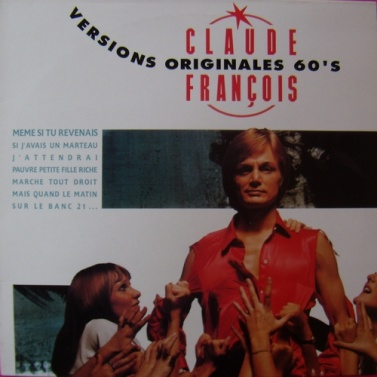 CLAUDE
VERSIONS ORIGINALES 60'S
FRANÇOIS
MEME SI TU REVENAIS
SI J'AVAIS UN MARTEAU
J'ATTENDRAI
PAUVRE PETITE FILLE RICHE
MARCHE TOUT DROIT
MAIS QUAND LE MATIN
SUR LE BANC 21...